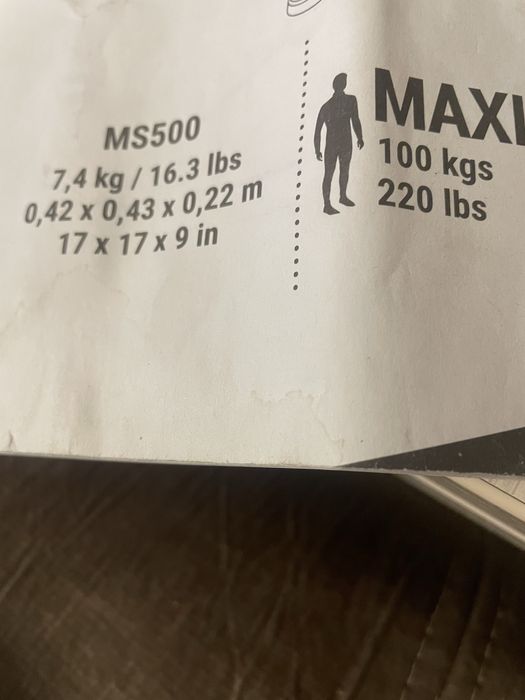 MS500
7,4 kg / 16.3 lbs
0,42 x 0,43 x 0,22 m
17 x 17 x 9 in
MAXI
100 kgs
220 lbs